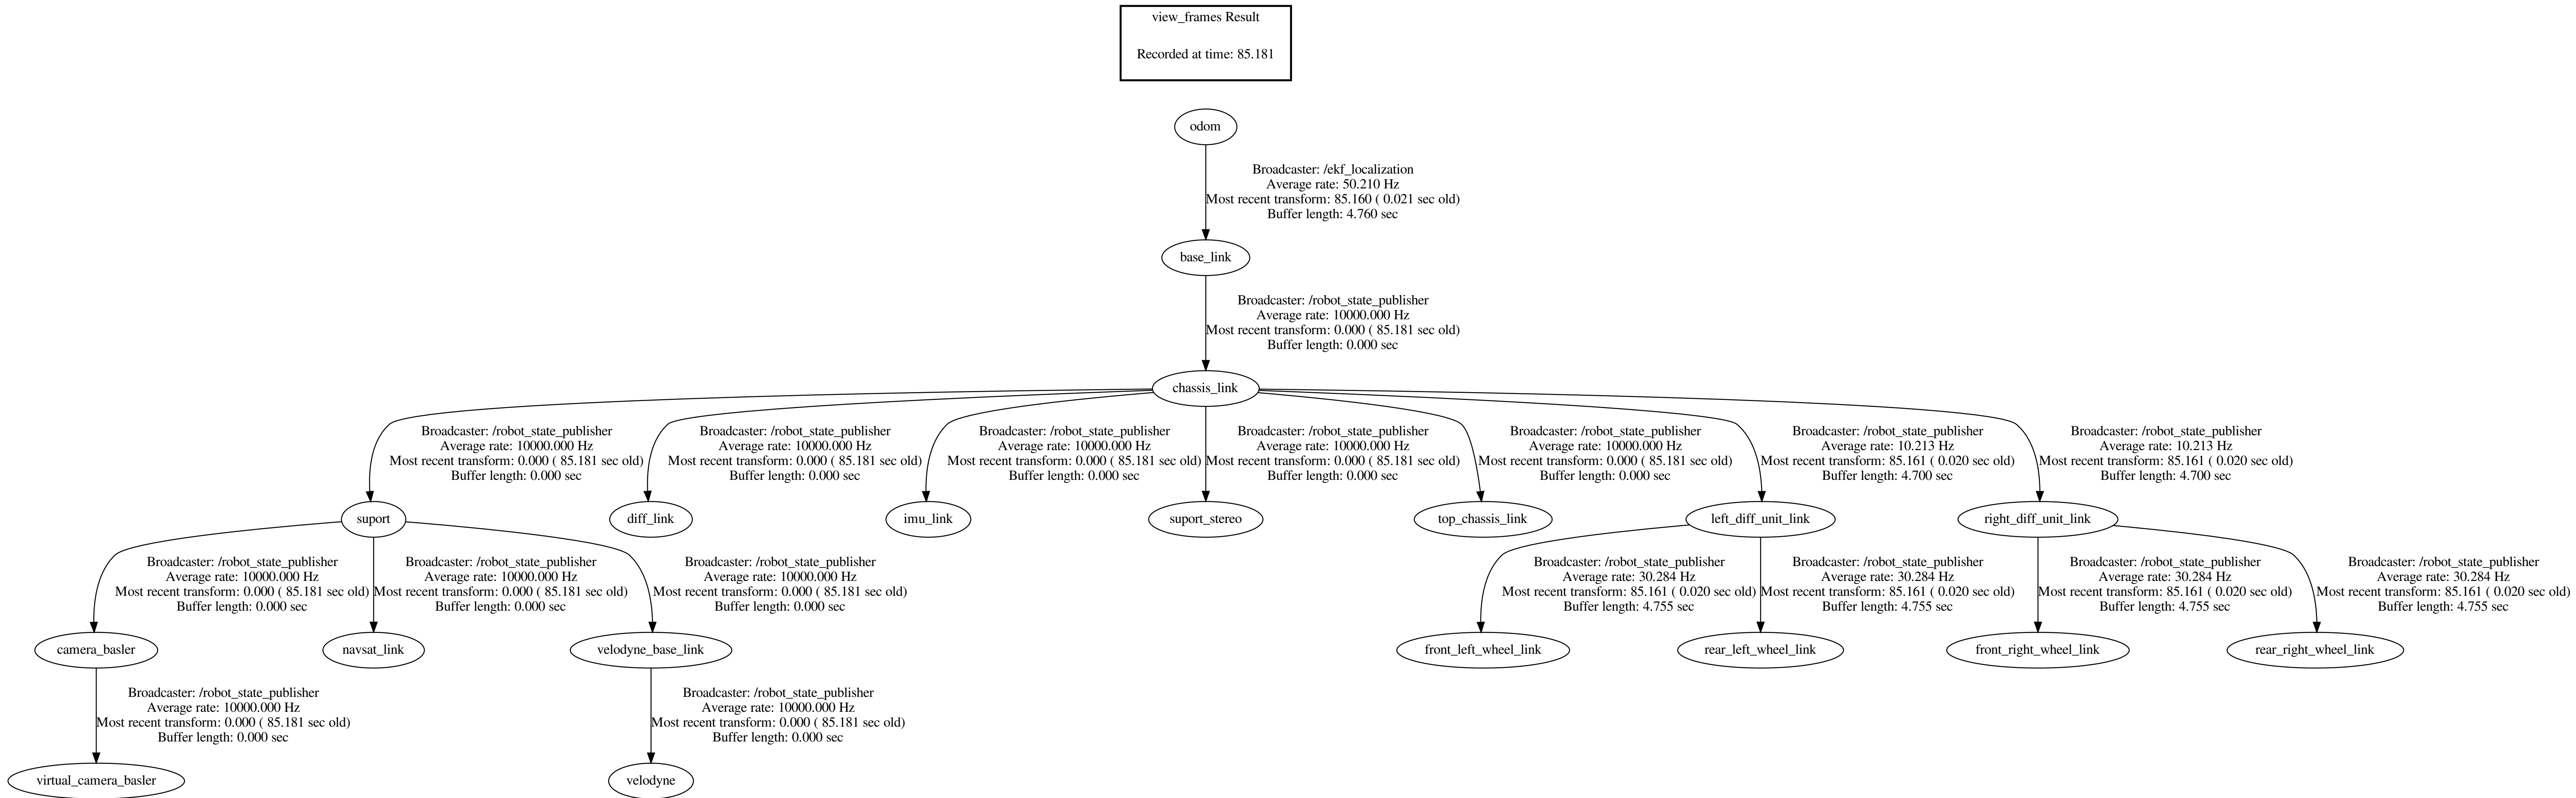 view_frames Result
Recorded at time: 85.181
odom
Broadcaster: /ekf_localization
Average rate: 50.210 Hz
Most recent transform: 85.160 ( 0.021 sec old)
Buffer length: 4.760 sec
base_link
Broadcaster: /robot_state_publisher
Average rate: 10000.000 Hz
Most recent transform: 0.000 ( 85.181 sec old)
Buffer length: 0.000 sec
chassis_link
Broadcaster: /robot_state_publisher
Average rate: 10000.000 Hz
Most recent transform: 0.000 ( 85.181 sec old)
Buffer length: 0.000 sec
Broadcaster: /robot_state_publisher
Average rate: 10000.000 Hz
Most recent transform: 0.000 ( 85.181 sec old)
Buffer length: 0.000 sec
Broadcaster: /robot_state_publisher
Average rate: 10000.000 Hz
Most recent transform: 0.000 ( 85.181 sec old)
Buffer length: 0.000 sec
Broadcaster: /robot_state_publisher
Average rate: 10000.000 Hz
Most recent transform: 0.000 ( 85.181 sec old)
Buffer length: 0.000 sec
Broadcaster: /robot_state_publisher
Average rate: 10000.000 Hz
Most recent transform: 0.000 ( 85.181 sec old)
Buffer length: 0.000 sec
Broadcaster: /robot_state_publisher
Average rate: 10.213 Hz
Most recent transform: 85.161 ( 0.020 sec old)
Buffer length: 4.700 sec
Broadcaster: /robot_state_publisher
Average rate: 10.213 Hz
Most recent transform: 85.161 ( 0.020 sec old)
Buffer length: 4.700 sec
suport
diff_link
imu_link
suport_stereo
top_chassis_link
left_diff_unit_link
right_diff_unit_link
Broadcaster: /robot_state_publisher
Average rate: 10000.000 Hz
Most recent transform: 0.000 ( 85.181 sec old)
Buffer length: 0.000 sec
Broadcaster: /robot_state_publisher
Average rate: 10000.000 Hz
Most recent transform: 0.000 ( 85.181 sec old)
Buffer length: 0.000 sec
Broadcaster: /robot_state_publisher
Average rate: 10000.000 Hz
Most recent transform: 0.000 ( 85.181 sec old)
Buffer length: 0.000 sec
Broadcaster: /robot_state_publisher
Average rate: 30.284 Hz
Most recent transform: 85.161 ( 0.020 sec old)
Buffer length: 4.755 sec
Broadcaster: /robot_state_publisher
Average rate: 30.284 Hz
Most recent transform: 85.161 ( 0.020 sec old)
Buffer length: 4.755 sec
Broadcaster: /robot_state_publisher
Average rate: 30.284 Hz
Most recent transform: 85.161 ( 0.020 sec old)
Buffer length: 4.755 sec
Broadcaster: /robot_state_publisher
Average rate: 30.284 Hz
Most recent transform: 85.161 ( 0.020 sec old)
Buffer length: 4.755 sec
camera_basler
navsat_link
velodyne_base_link
front_left_wheel_link
rear_left_wheel_link
front_right_wheel_link
rear_right_wheel_link
Broadcaster: /robot_state_publisher
Average rate: 10000.000 Hz
Most recent transform: 0.000 ( 85.181 sec old)
Buffer length: 0.000 sec
Broadcaster: /robot_state_publisher
Average rate: 10000.000 Hz
Most recent transform: 0.000 ( 85.181 sec old)
Buffer length: 0.000 sec
virtual_camera_basler
velodyne